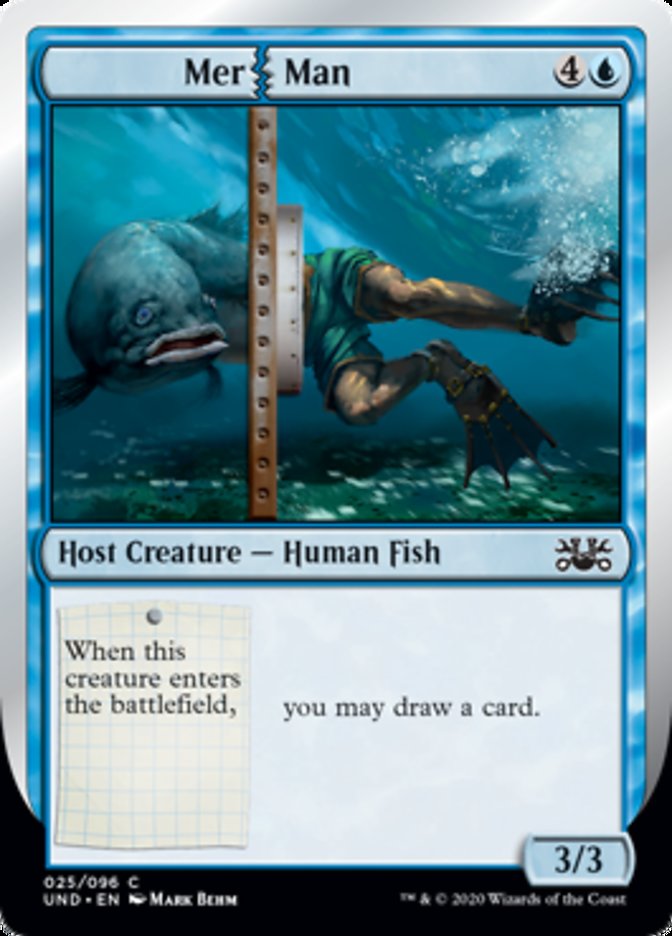 Mer Man 4
Host Creature — Human Fish
When this
creature enters
the battlefield,
you may draw a card.
3/3
025/096 C
UND • EN Mark Behm
™ & © 2020 Wizards of the Coast